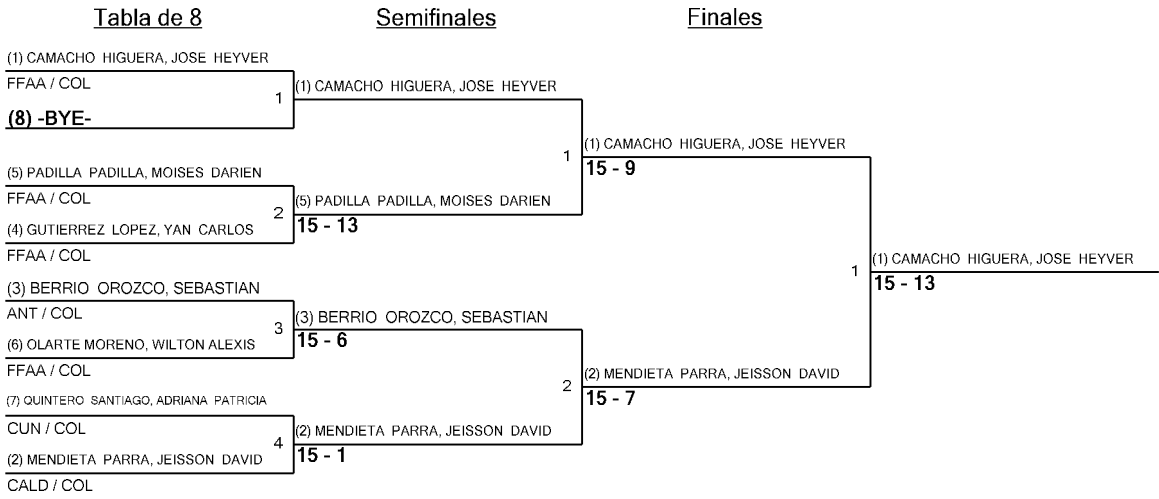 Tabla de 8
Semifinales
Finales
(1) CAMACHO HIGUERA, JOSE HEYVER
FFAA / COL
1
(8) -BYE-
(5) PADILLA PADILLA, MOISES DARIEN
FFAA / COL
2
(4) GUTIERREZ LOPEZ, YAN CARLOS
FFAA / COL
(3) BERRIO OROZCO, SEBASTIAN
ANT / COL
3
(6) OLARTE MORENO, WILTON ALEXIS
FFAA / COL
(7) QUINTERO SANTIAGO, ADRIANA PATRICIA
CUN / COL
4
(2) MENDIETA PARRA, JEISSON DAVID
CALD / COL
(1) CAMACHO HIGUERA, JOSE HEYVER
1
(5) PADILLA PADILLA, MOISES DARIEN
15 - 13
(3) BERRIO OROZCO, SEBASTIAN
15 - 6
2
(2) MENDIETA PARRA, JEISSON DAVID
15 - 1
(1) CAMACHO HIGUERA, JOSE HEYVER
15 - 9
1
(2) MENDIETA PARRA, JEISSON DAVID
15 - 7
(1) CAMACHO HIGUERA, JOSE HEYVER
15 - 13